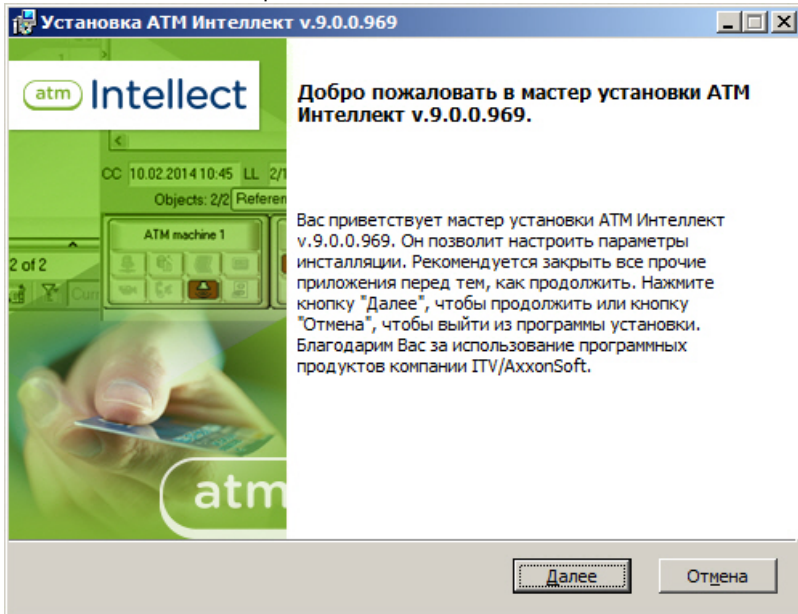 Установка АТМ Интеллект v.9.0.0.969
atm Intellect
Добро пожаловать в мастер установки АТМ
Интеллект v.9.0.0.969.
CC 10.02.2014 10:45 LL 2/1
Objects: 2/2 Referen
ATM machine 1
2 of 2
Curr
Вас приветствует мастер установки АТМ Интеллект
v.9.0.0.969. Он позволит настроить параметры
инсталляции. Рекомендуется закрыть все прочие
приложения перед тем, как продолжить. Нажмите
кнопку "Далее", чтобы продолжить или кнопку
"Отмена", чтобы выйти из программы установки.
Благодарим Вас за использование программных
продуктов компании ITV/AxxonSoft.
atm
Далее
Отмена